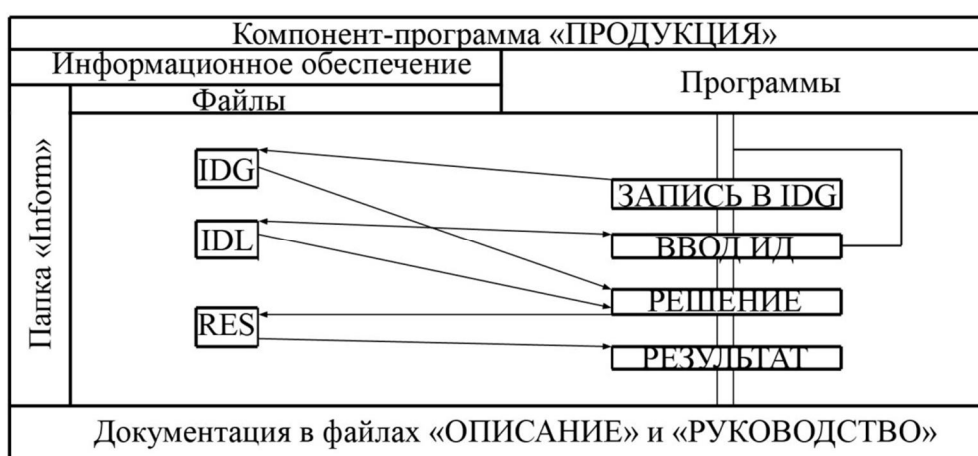 Компонент-программа «ПРОДУКЦИЯ»
Информационное обеспечение
Программы
Файлы
Папка «Inform»
IDG
ЗАПИСЬ В IDG
IDL
ВВОД ИД
РЕШЕНИЕ
RES
РЕЗУЛЬТАТ
Документация в файлах «ОПИСАНИЕ» и «РУКОВОДСТВО»